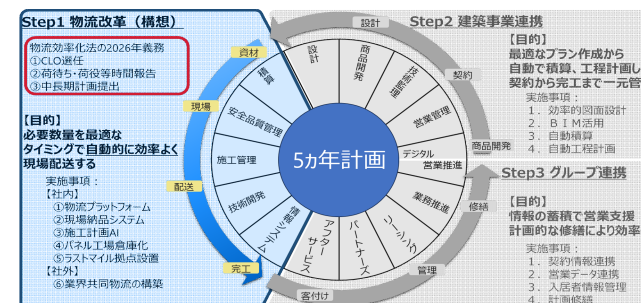 Step1 物流改革（構想）
物流効率化法の2026年義務
①CLO選任
②荷待ち・荷役等時間報告
③中長期計画提出
【目的】
必要数量を最適な
タイミングで自動的に効率よく
現場配送する
実施事項：
【社内】
①物流プラットフォーム
②現場納品システム
③施工計画AI
④パネル工場倉庫化
⑤ラストマイル拠点設置
【社外】
⑥業界共同物流の構築
資材
現場
配送
完工
客付け
管理
修繕
商品開発
契約
設計
5ヵ年計画
設計
商品開発
技術監理
営業管理
デジタル
営業推進
業務推進
リーシング
パートナーズ
アフター
サービス
情報システム
技術開発
施工管理
安全品質管理
積算
Step2 建築事業連携
【目的】
最適なプラン作成から
自動で積算、工程計画し
契約から完工まで一元管
実施事項：
1．効率的図面設計
2．ＢＩＭ活用
3．自動積算
4．自動工程計画
Step3 グループ連携
【目的】
情報の蓄積で営業支援
計画的な修繕により効率
実施事項：
1．契約情報連携
2．営業データ連携
3．入居者情報管理
4．計画修繕